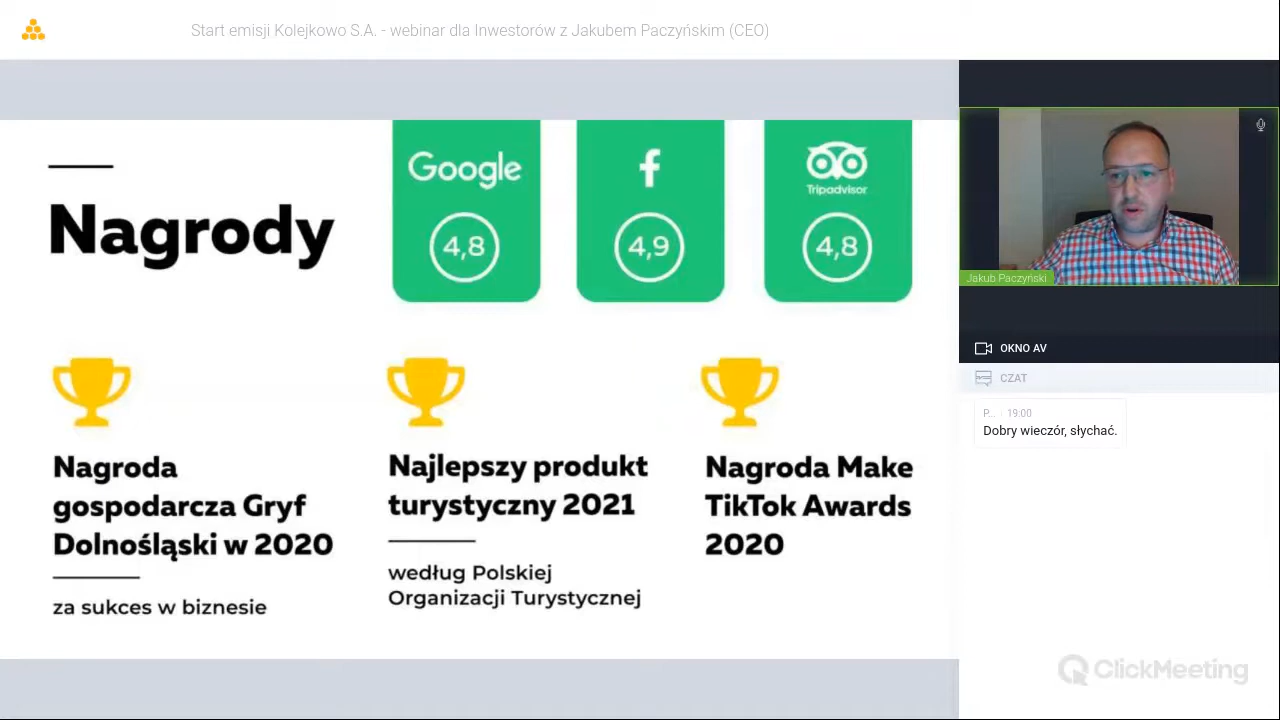 Start emisji Kolejkowo S.A. - webinar dla Inwestorów z Jakubem Paczyńskim (CEO)
Nagrody
Google
4,8
f
4,9
Tripadvisor
4,8
Nagroda
gospodarcza Gryf
Dolnośląski w 2020
za sukces w biznesie
Najlepszy produkt
turystyczny 2021
według Polskiej
Organizacji Turystycznej
Nagroda Make
TikTok Awards
2020
Jakub Paczyński
OKNO AV
CZAT
P... 19:00
Dobry wieczór, słychać.
ClickMeeting